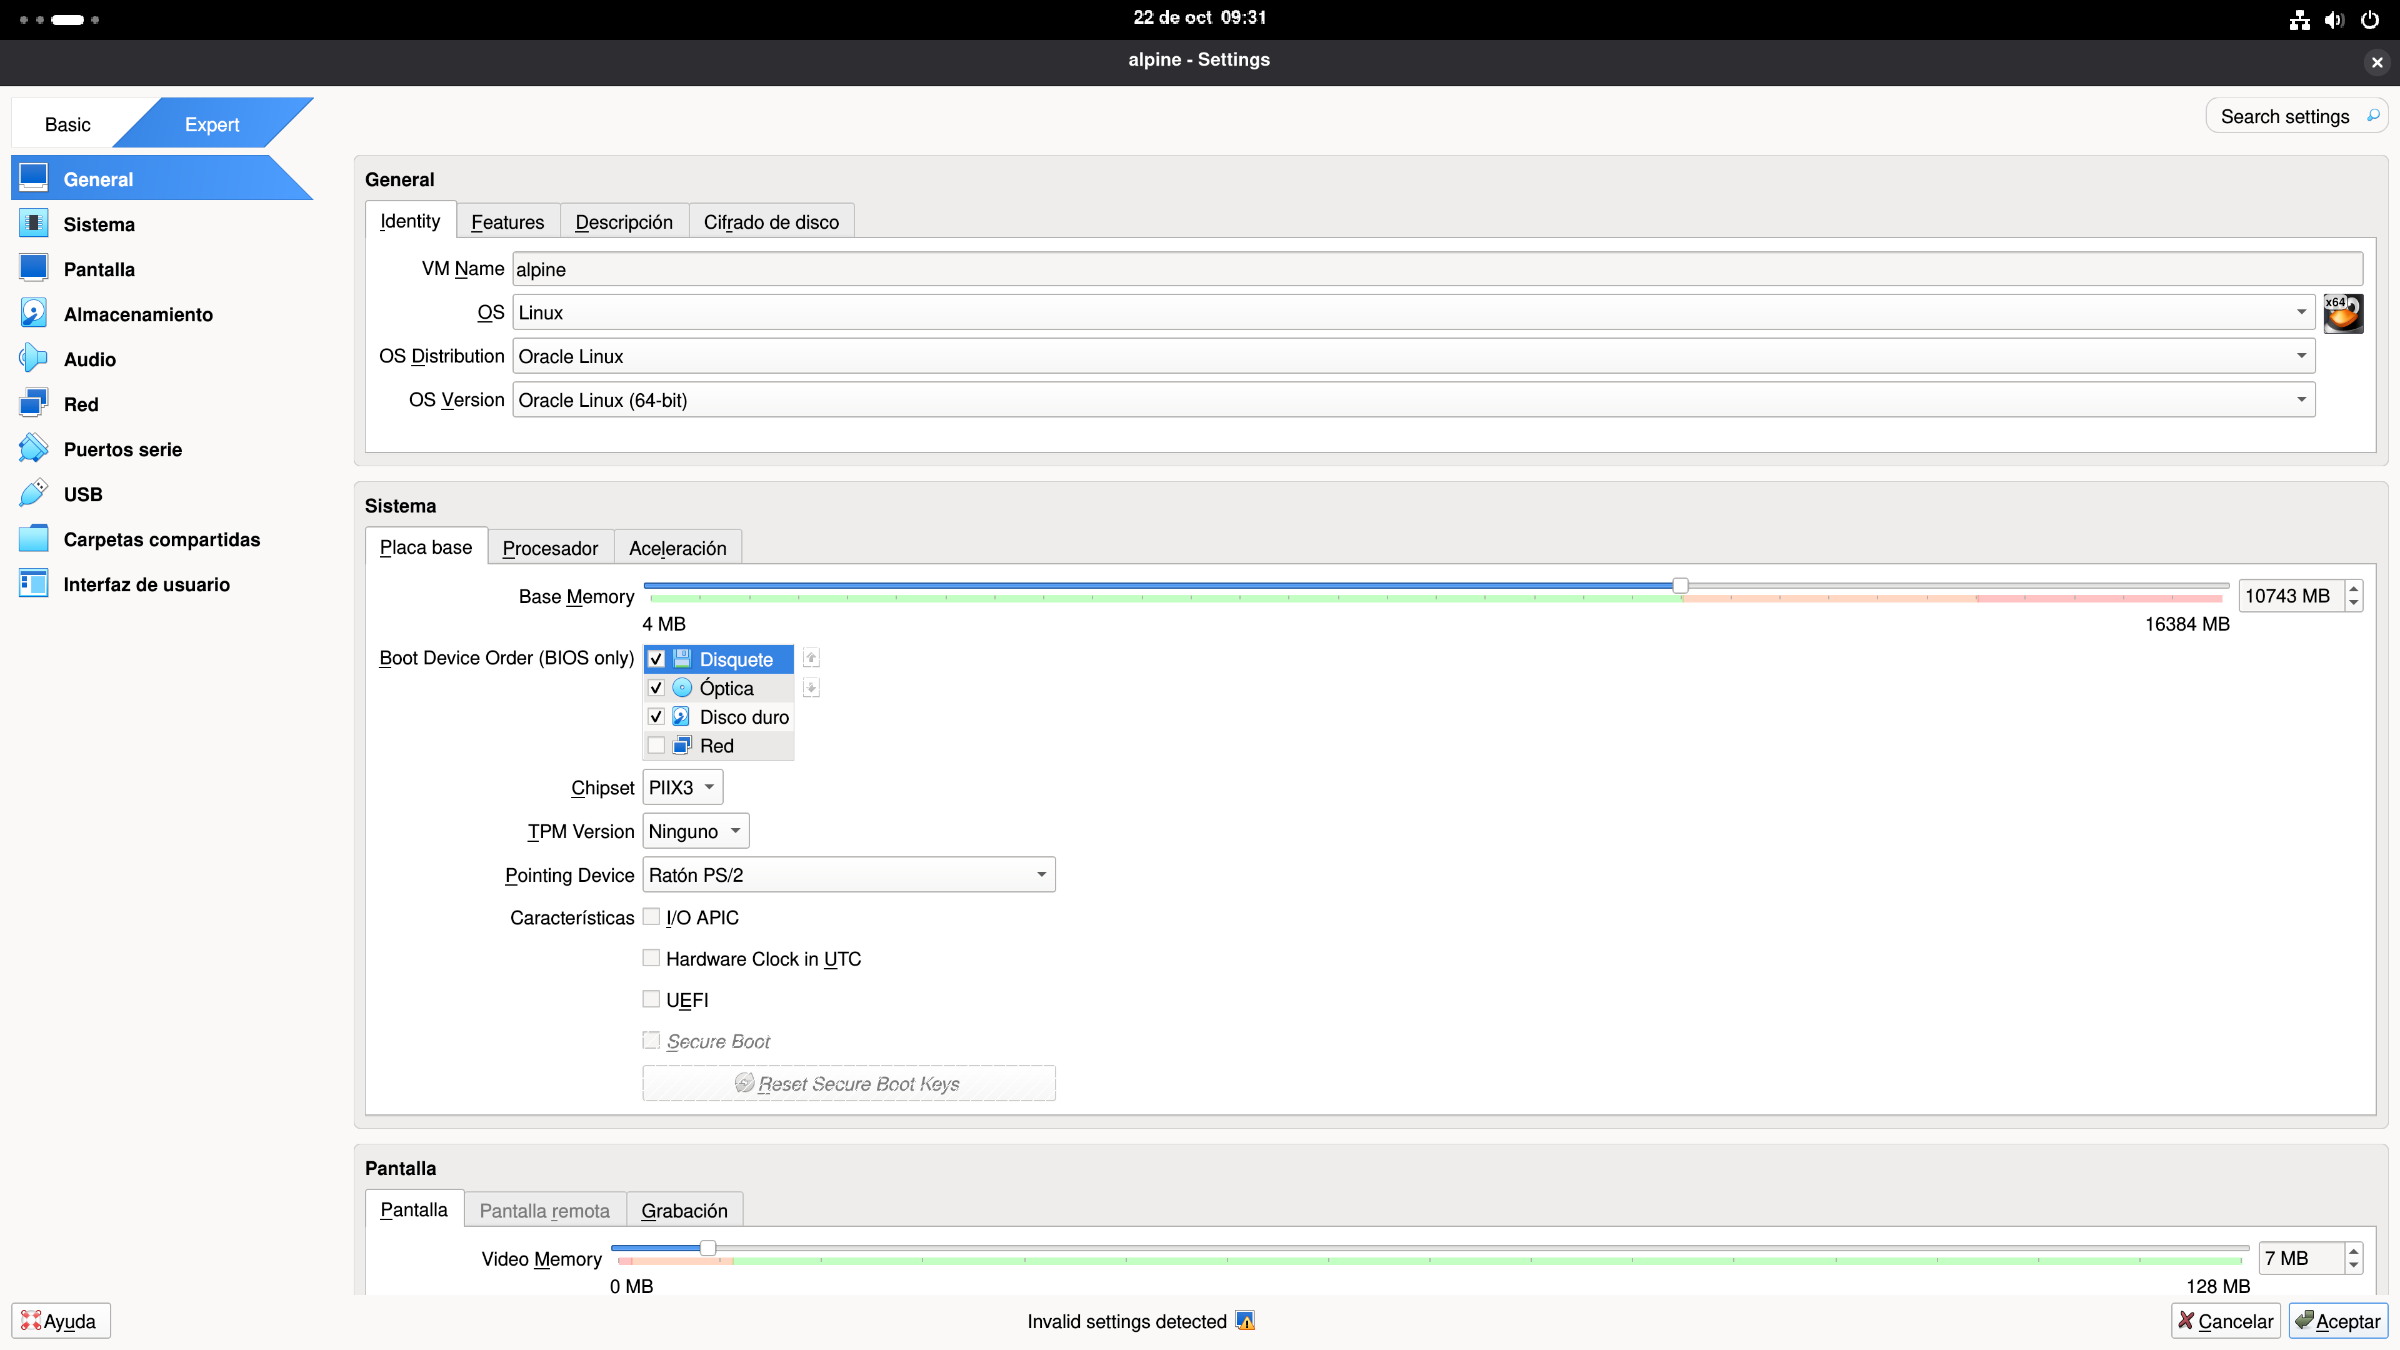 22 de oct 09:31
alpine - Settings
Basic
Expert
Search settings
General
Sistema
Pantalla
Almacenamiento
Audio
Red
Puertos serie
USB
Carpetas compartidas
Interfaz de usuario
General
Identity
Features
Descripción
Cifrado de disco
VM Name
alpine
OS
Linux
x64
OS Distribution
Oracle Linux
OS Version
Oracle Linux (64-bit)
Sistema
Placa base
Procesador
Aceleración
Base Memory
10743 MB
4 MB
16384 MB
Boot Device Order (BIOS only)
Disquete
Óptica
Disco duro
Red
Chipset
PIIX3
TPM Version
Ninguno
Pointing Device
Ratón PS/2
Características
I/O APIC
Hardware Clock in UTC
UEFI
Secure Boot
Reset Secure Boot Keys
Pantalla
Pantalla
Pantalla remota
Grabación
Video Memory
7 MB
0 MB
128 MB
Ayuda
Invalid settings detected
Cancelar
Aceptar